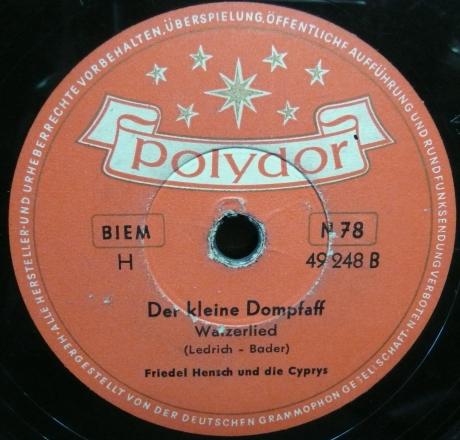 ALLE HERSTELLER- UND URHEBERRECHTE VORBEHALTEN. ÜBERSPIELUNG, ÖFFENTLICHE AUFFÜHRUNG UND RUNDFUNKSENDUNG VERBOTEN
HERGESTELLT VON DER DEUTSCHEN GRAMMOPHON GESELLSCHAFT
Polydor
BIEM
N 78
H
49 248 B
Der kleine Dompfaff
Walzerlied
(Ledrich - Bader)
Friedel Hensch und die Cyprys